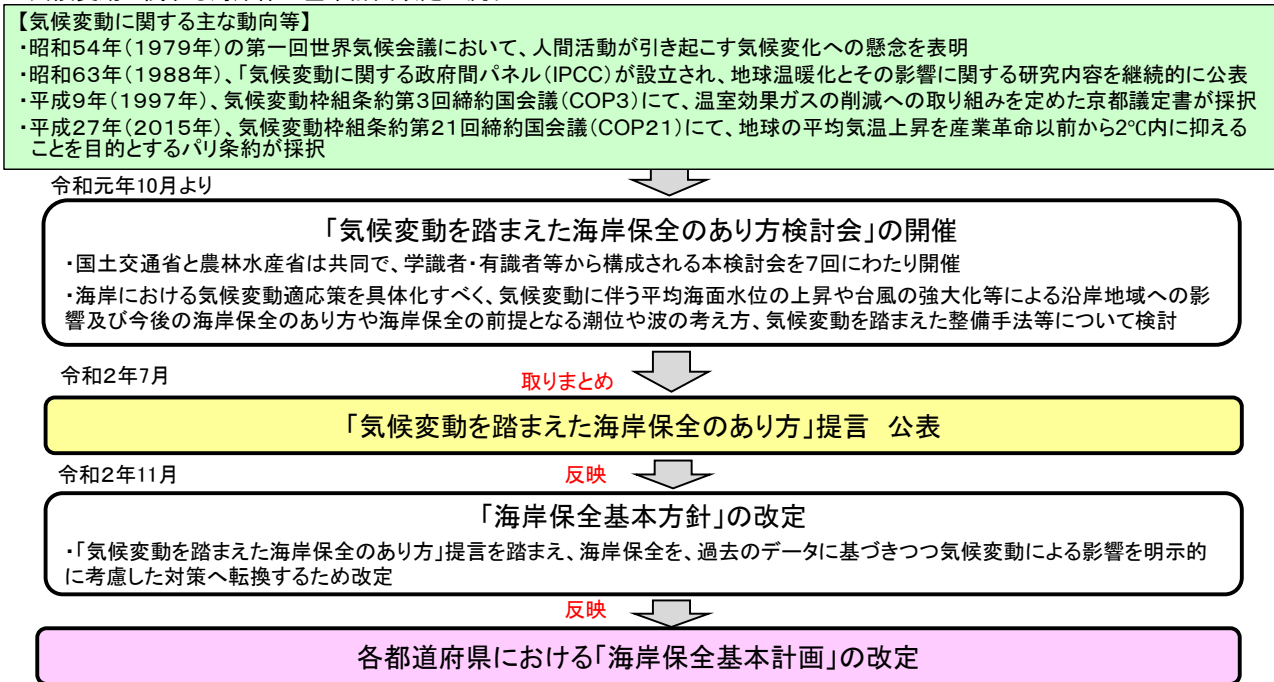 【気候変動に関する主な動向等】
・昭和54年(1979年)の第一回世界気候会議において、人間活動が引き起こす気候変化への懸念を表明
・昭和63年(1988年)、「気候変動に関する政府間パネル(IPCC)が設立され、地球温暖化とその影響に関する研究内容を継続的に公表
・平成9年(1997年)、気候変動枠組条約第3回締約国会議(COP3)にて、温室効果ガスの削減への取り組みを定めた京都議定書が採択
・平成27年(2015年)、気候変動枠組条約第21回締約国会議(COP21)にて、地球の平均気温上昇を産業革命以前から2℃内に抑える
ことを目的とするパリ条約が採択
令和元年10月より
「気候変動を踏まえた海岸保全のあり方検討会」の開催
・国土交通省と農林水産省は共同で、学識者・有識者等から構成される本検討会を7回にわたり開催
・海岸における気候変動適応策を具体化すべく、気候変動に伴う平均海面水位の上昇や台風の強大化等による沿岸地域への影
響及び今後の海岸保全のあり方や海岸保全の前提となる潮位や波の考え方、気候変動を踏まえた整備手法等について検討
令和2年7月
取りまとめ
「気候変動を踏まえた海岸保全のあり方」提言 公表
令和2年11月
反映
「海岸保全基本方針」の改定
・「気候変動を踏まえた海岸保全のあり方」提言を踏まえ、海岸保全を、過去のデータに基づきつつ気候変動による影響を明示的
に考慮した対策へ転換するため改定
反映
各都道府県における「海岸保全基本計画」の改定